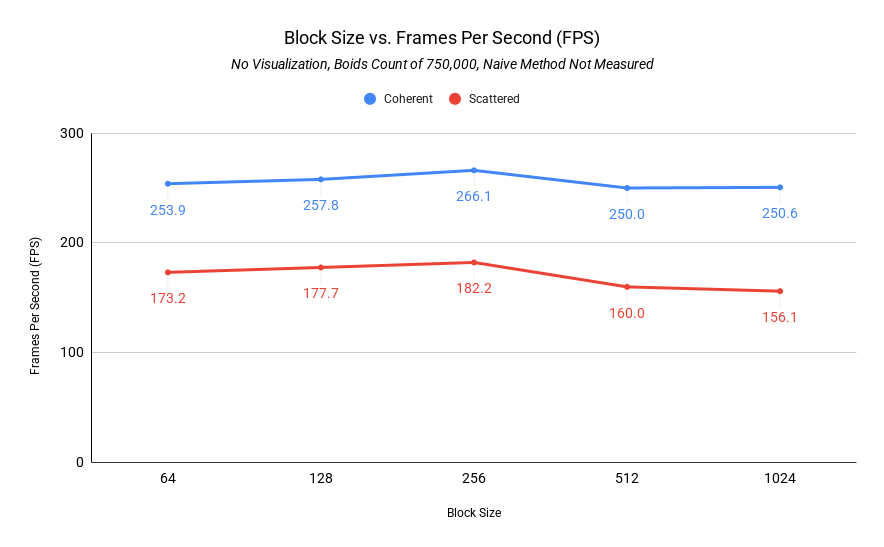 Block Size vs. Frames Per Second (FPS)
No Visualization, Boids Count of 750,000, Naive Method Not Measured
Coherent Scattered
Frames Per Second (FPS)
300
200
100
0
253.9 257.8 266.1 250.0 250.6
173.2 177.7 182.2 160.0 156.1
64 128 256 512 1024
Block Size